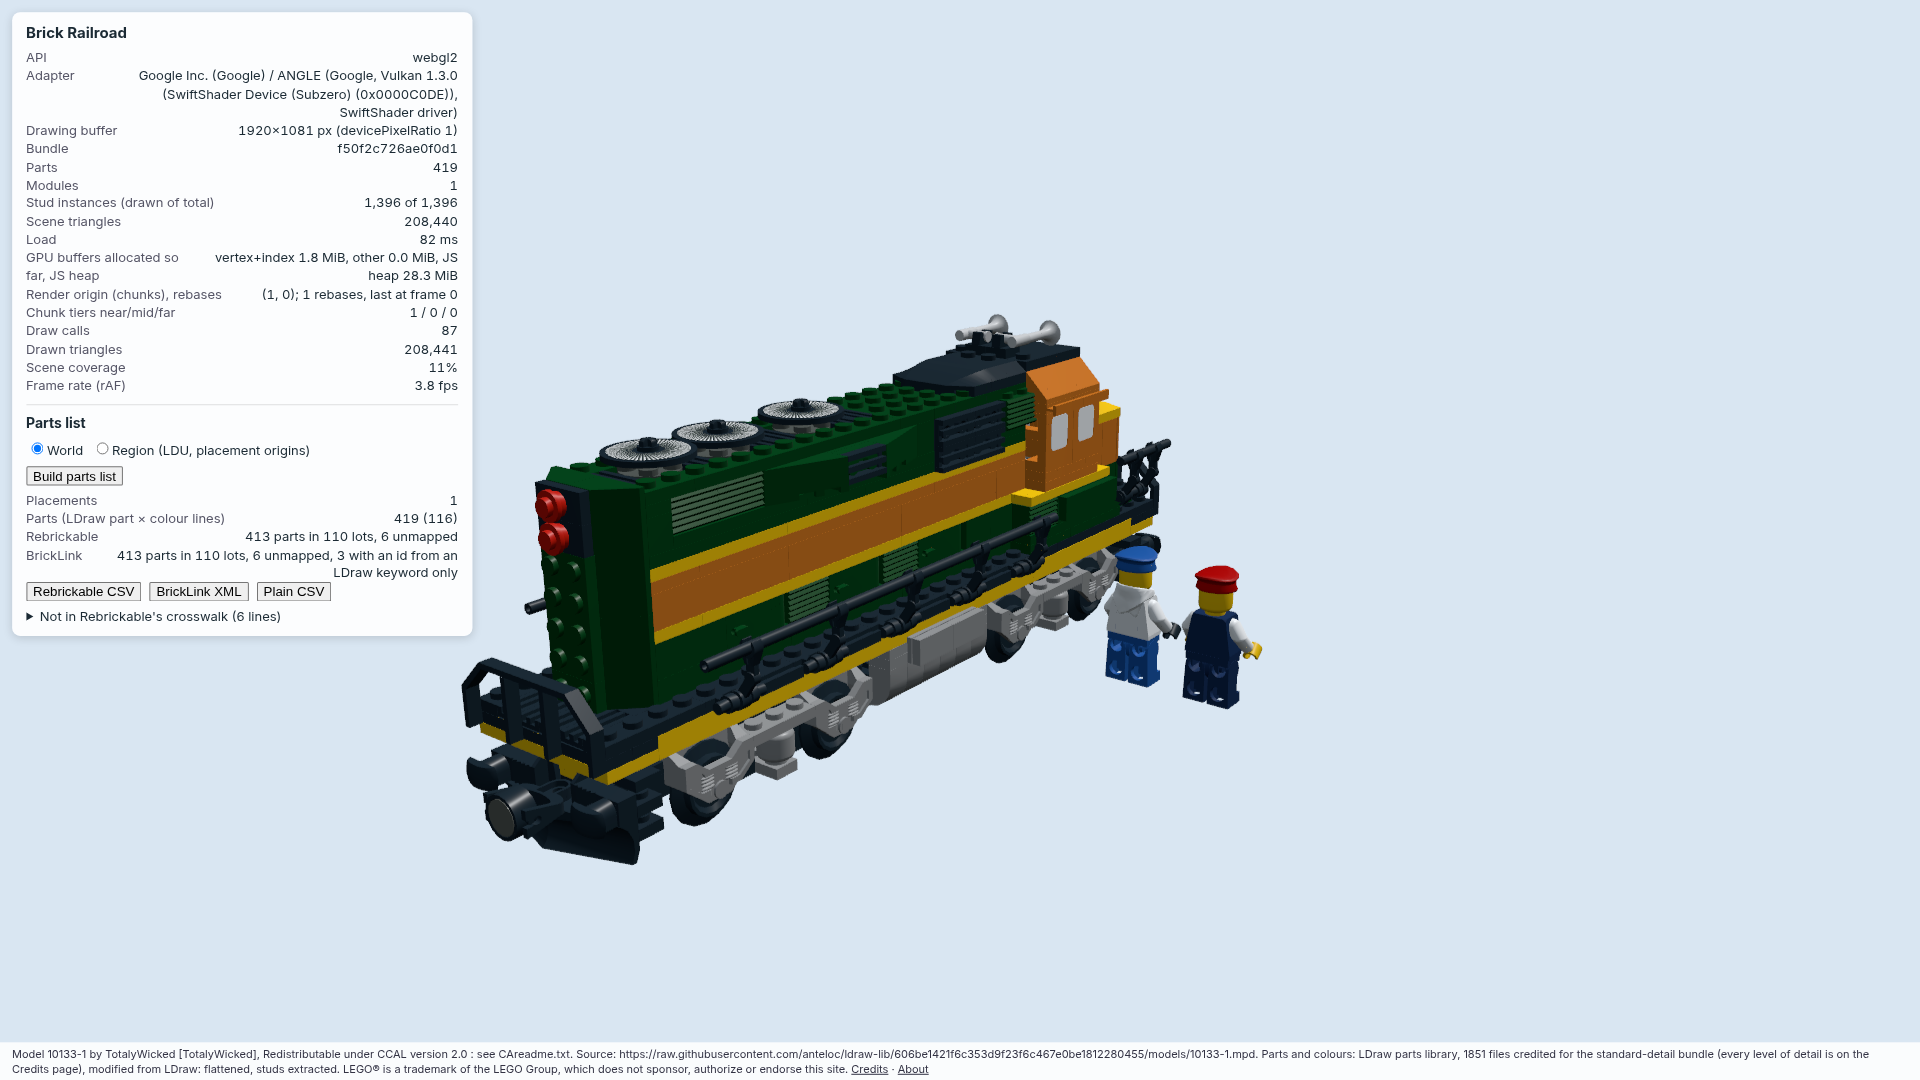 Brick Railroad
API webgl2
Adapter Google Inc. (Google) / ANGLE (Google, Vulkan 1.3.0
(SwiftShader Device (Subzero) (0x0000C0DE)),
SwiftShader driver)
Drawing buffer 1920×1081 px (devicePixelRatio 1)
Bundle f50f2c726ae0f0d1
Parts 419
Modules 1
Stud instances (drawn of total) 1,396 of 1,396
Scene triangles 208,440
Load 82 ms
GPU buffers allocated so vertex+index 1.8 MiB, other 0.0 MiB, JS
far, JS heap heap 28.3 MiB
Render origin (chunks), rebases (1, 0); 1 rebases, last at frame 0
Chunk tiers near/mid/far 1 / 0 / 0
Draw calls 87
Drawn triangles 208,441
Scene coverage 11%
Frame rate (rAF) 3.8 fps
Parts list
World Region (LDU, placement origins)
Build parts list
Placements 1
Parts (LDraw part × colour lines) 419 (116)
Rebrickable 413 parts in 110 lots, 6 unmapped
BrickLink 413 parts in 110 lots, 6 unmapped, 3 with an id from an
LDraw keyword only
Rebrickable CSV BrickLink XML Plain CSV
Not in Rebrickable's crosswalk (6 lines)
Model 10133-1 by TotalyWicked [TotalyWicked], Redistributable under CCAL version 2.0 : see CAreadme.txt. Source: https://raw.githubusercontent.com/anteloc/ldraw-lib/606be1421f6c353d9f23f6c467e0be1812280455/models/10133-1.mpd. Parts and colours: LDraw parts library, 1851 files credited for the standard-detail bundle (every level of detail is on the
Credits page), modified from LDraw: flattened, studs extracted. LEGO® is a trademark of the LEGO Group, which does not sponsor, authorize or endorse this site. Credits · About